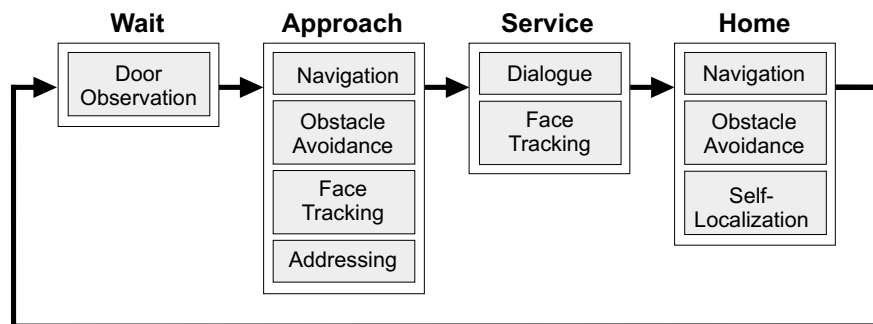 Wait
Door
Observation
Approach
Navigation
Obstacle
Avoidance
Face
Tracking
Addressing
Service
Dialogue
Face
Tracking
Home
Navigation
Obstacle
Avoidance
Self-
Localization